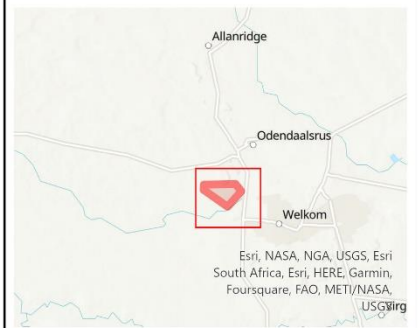 Allanridge
Odendaalsrus
Welkom
Esri, NASA, NGA, USGS, Esri
South Africa, Esri, HERE, Garmin,
Foursquare, FAO, METI/NASA,
USGS